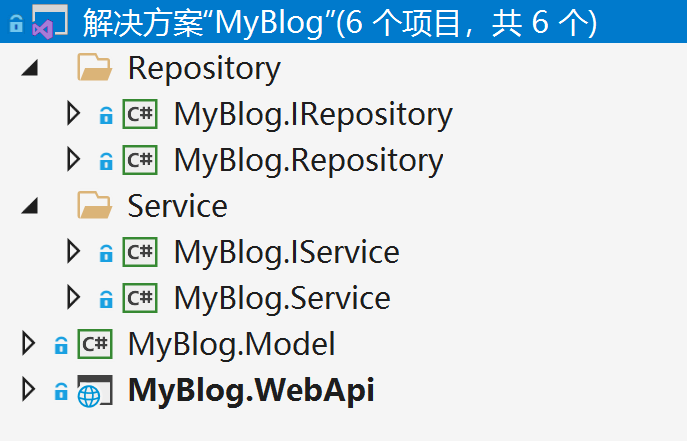 解决方案“MyBlog”(6 个项目，共 6 个)
Repository
C# MyBlog.IRepository
C# MyBlog.Repository
Service
C# MyBlog.IService
C# MyBlog.Service
C# MyBlog.Model
MyBlog.WebApi